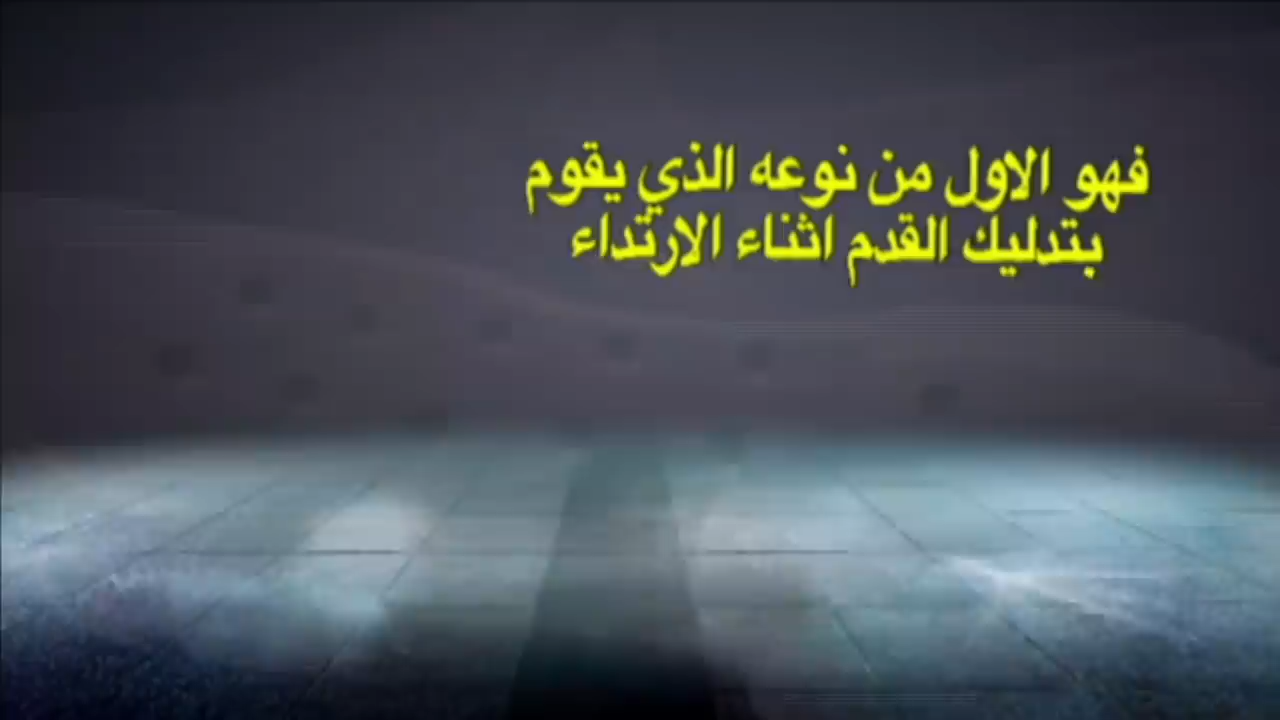 فهو الاول من نوعه الذي يقوم
بتدليك القدم اثناء الارتداء